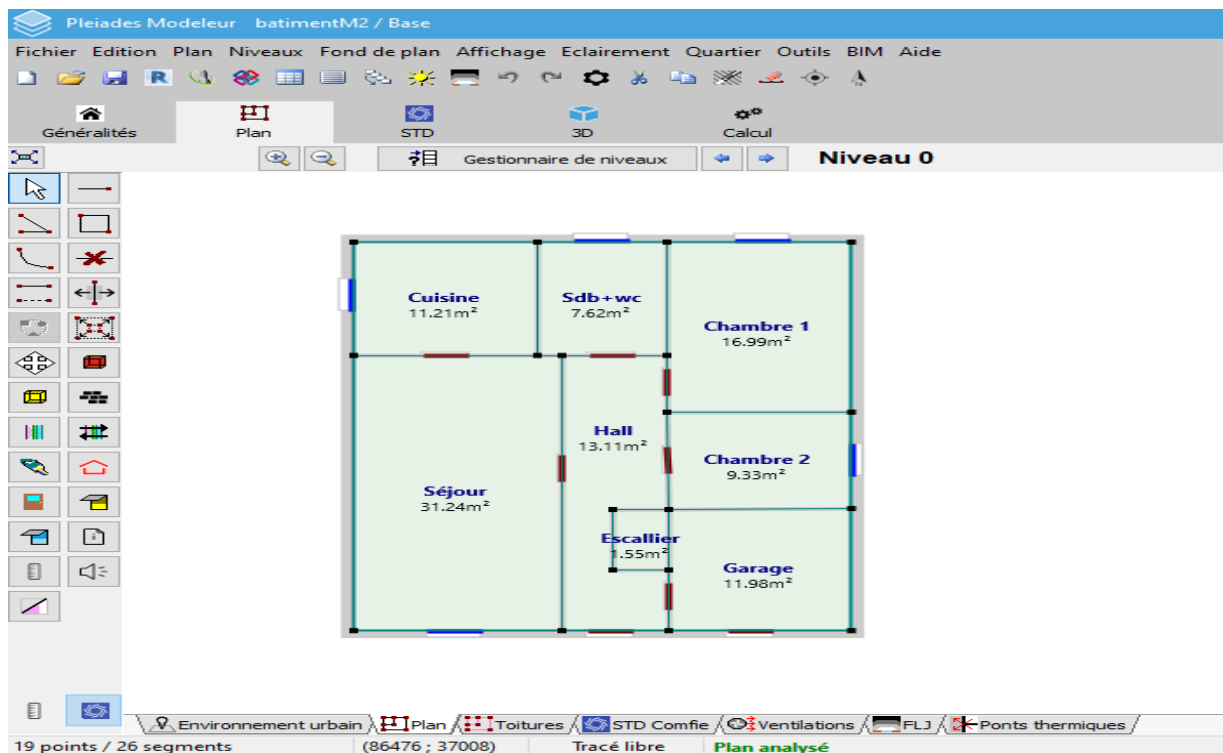 Pleiades Modeleur batimentM2 / Base
Fichier Edition Plan Niveaux Fond de plan Affichage Eclairement Quartier Outils BIM Aide
R
Généralités Plan STD 3D Calcul
Gestionnaire de niveaux Niveau 0
Cuisine
11.21m²
Sdb+wc
7.62m²
Chambre 1
16.99m²
Hall
13.11m²
Chambre 2
9.33m²
Séjour
31.24m²
Escallier
1.55m²
Garage
11.98m²
Environnement urbain Plan Toitures STD Comfie Ventilations FLJ Ponts thermiques
19 points / 26 segments (86476 ; 37008) Tracé libre Plan analysé